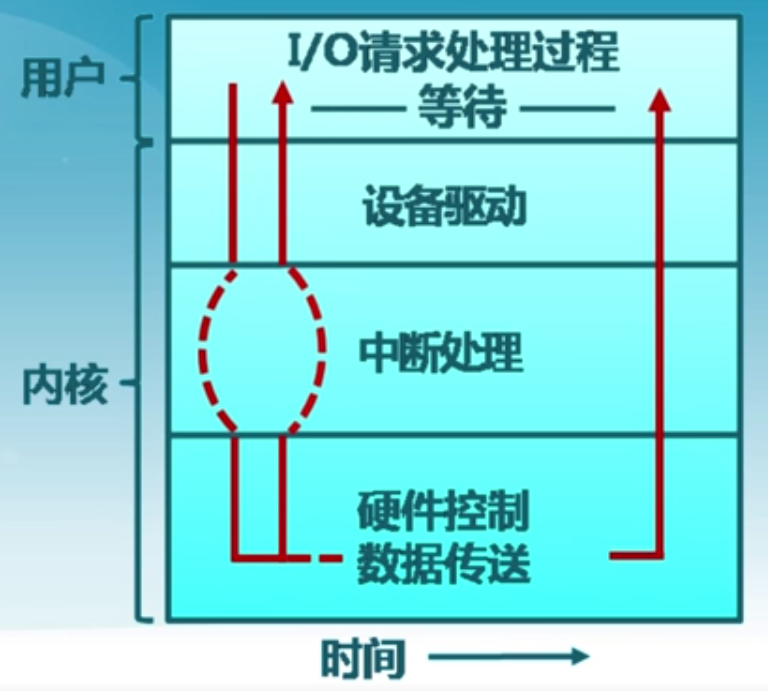 用户
I/O请求处理过程
等待
设备驱动
内核
中断处理
硬件控制
数据传送
时间